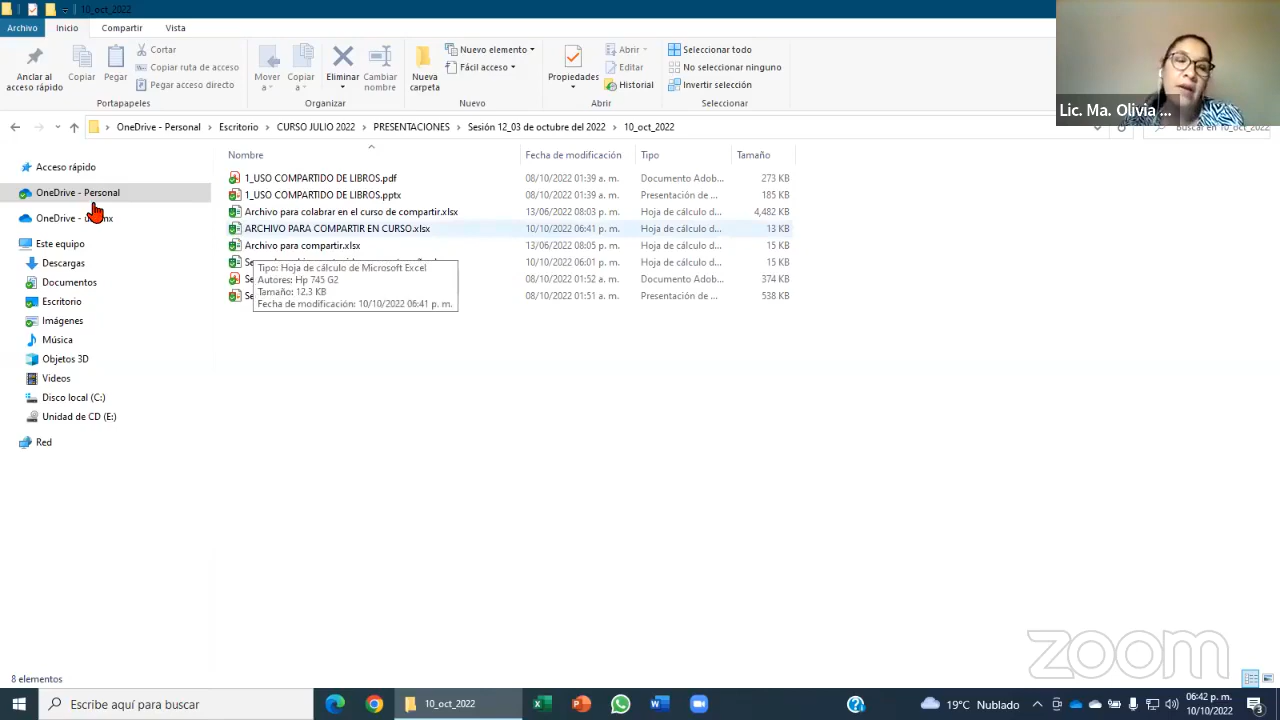 10_oct_2022
Archivo Inicio Compartir Vista
Anclar al acceso rápido
Copiar
Pegar
Cortar
Copiar ruta de acceso
Pegar acceso directo
Portapapeles
Mover a
Copiar a
Eliminar
Cambiar nombre
Organizar
Nueva carpeta
Nuevo elemento
Fácil acceso
Nuevo
Propiedades
Abrir
Editar
Historial
Abrir
Seleccionar todo
No seleccionar ninguno
Invertir selección
Seleccionar
Lic. Ma. Olivia ...
OneDrive - Personal > Escritorio > CURSO JULIO 2022 > PRESENTACIONES > Sesión 12_03 de octubre del 2022 > 10_oct_2022
Buscar en 10_oct_2022
Acceso rápido
OneDrive - Personal
OneDrive -
Este equipo
Descargas
Documentos
Escritorio
Imágenes
Música
Objetos 3D
Videos
Disco local (C:)
Unidad de CD (E:)
Red
Nombre Fecha de modificación Tipo Tamaño
1_USO COMPARTIDO DE LIBROS.pdf 08/10/2022 01:39 a. m. Documento Adob... 273 KB
1_USO COMPARTIDO DE LIBROS.pptx 08/10/2022 01:39 a. m. Presentación de ... 185 KB
Archivo para colabrar en el curso de compartir.xlsx 13/06/2022 08:03 p. m. Hoja de cálculo d... 4,482 KB
ARCHIVO PARA COMPARTIR EN CURSO.xlsx 10/10/2022 06:41 p. m. Hoja de cálculo d... 13 KB
Archivo para compartir.xlsx 13/06/2022 08:05 p. m. Hoja de cálculo d... 15 KB
10/10/2022 06:01 p. m. Hoja de cálculo d... 15 KB
08/10/2022 01:52 a. m. Documento Adob... 374 KB
08/10/2022 01:51 a. m. Presentación de ... 538 KB
Tipo: Hoja de cálculo de Microsoft Excel
Autores: Hp 745 G2
Tamaño: 12.3 KB
Fecha de modificación: 10/10/2022 06:41 p. m.
zoom
8 elementos
Escribe aquí para buscar
10_oct_2022
19°C Nublado
06:42 p. m.
10/10/2022
3